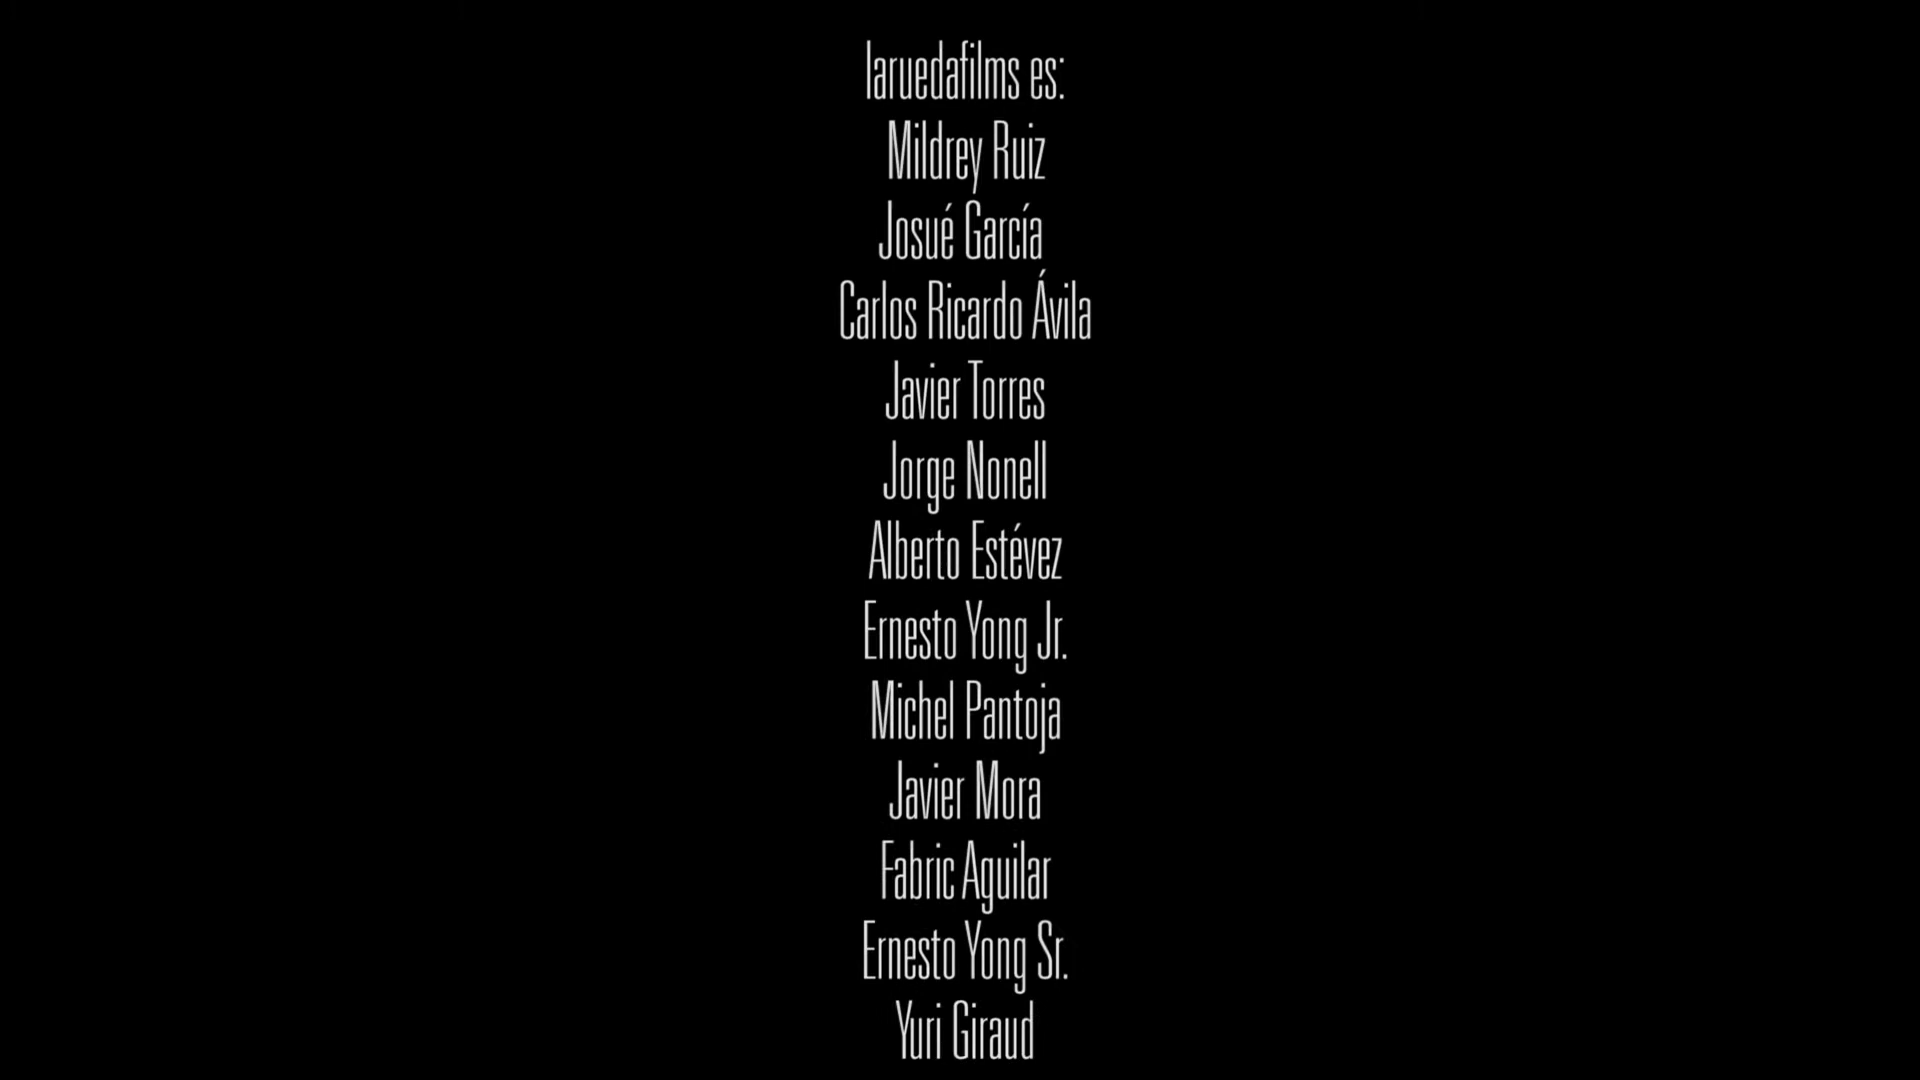 laruedafilms es:
Mildrey Ruiz
Josué García
Carlos Ricardo Ávila
Javier Torres
Jorge Nonell
Alberto Estévez
Ernesto Yong Jr.
Michel Pantoja
Javier Mora
Fabric Aguilar
Ernesto Yong Sr.
Yuri Giraud